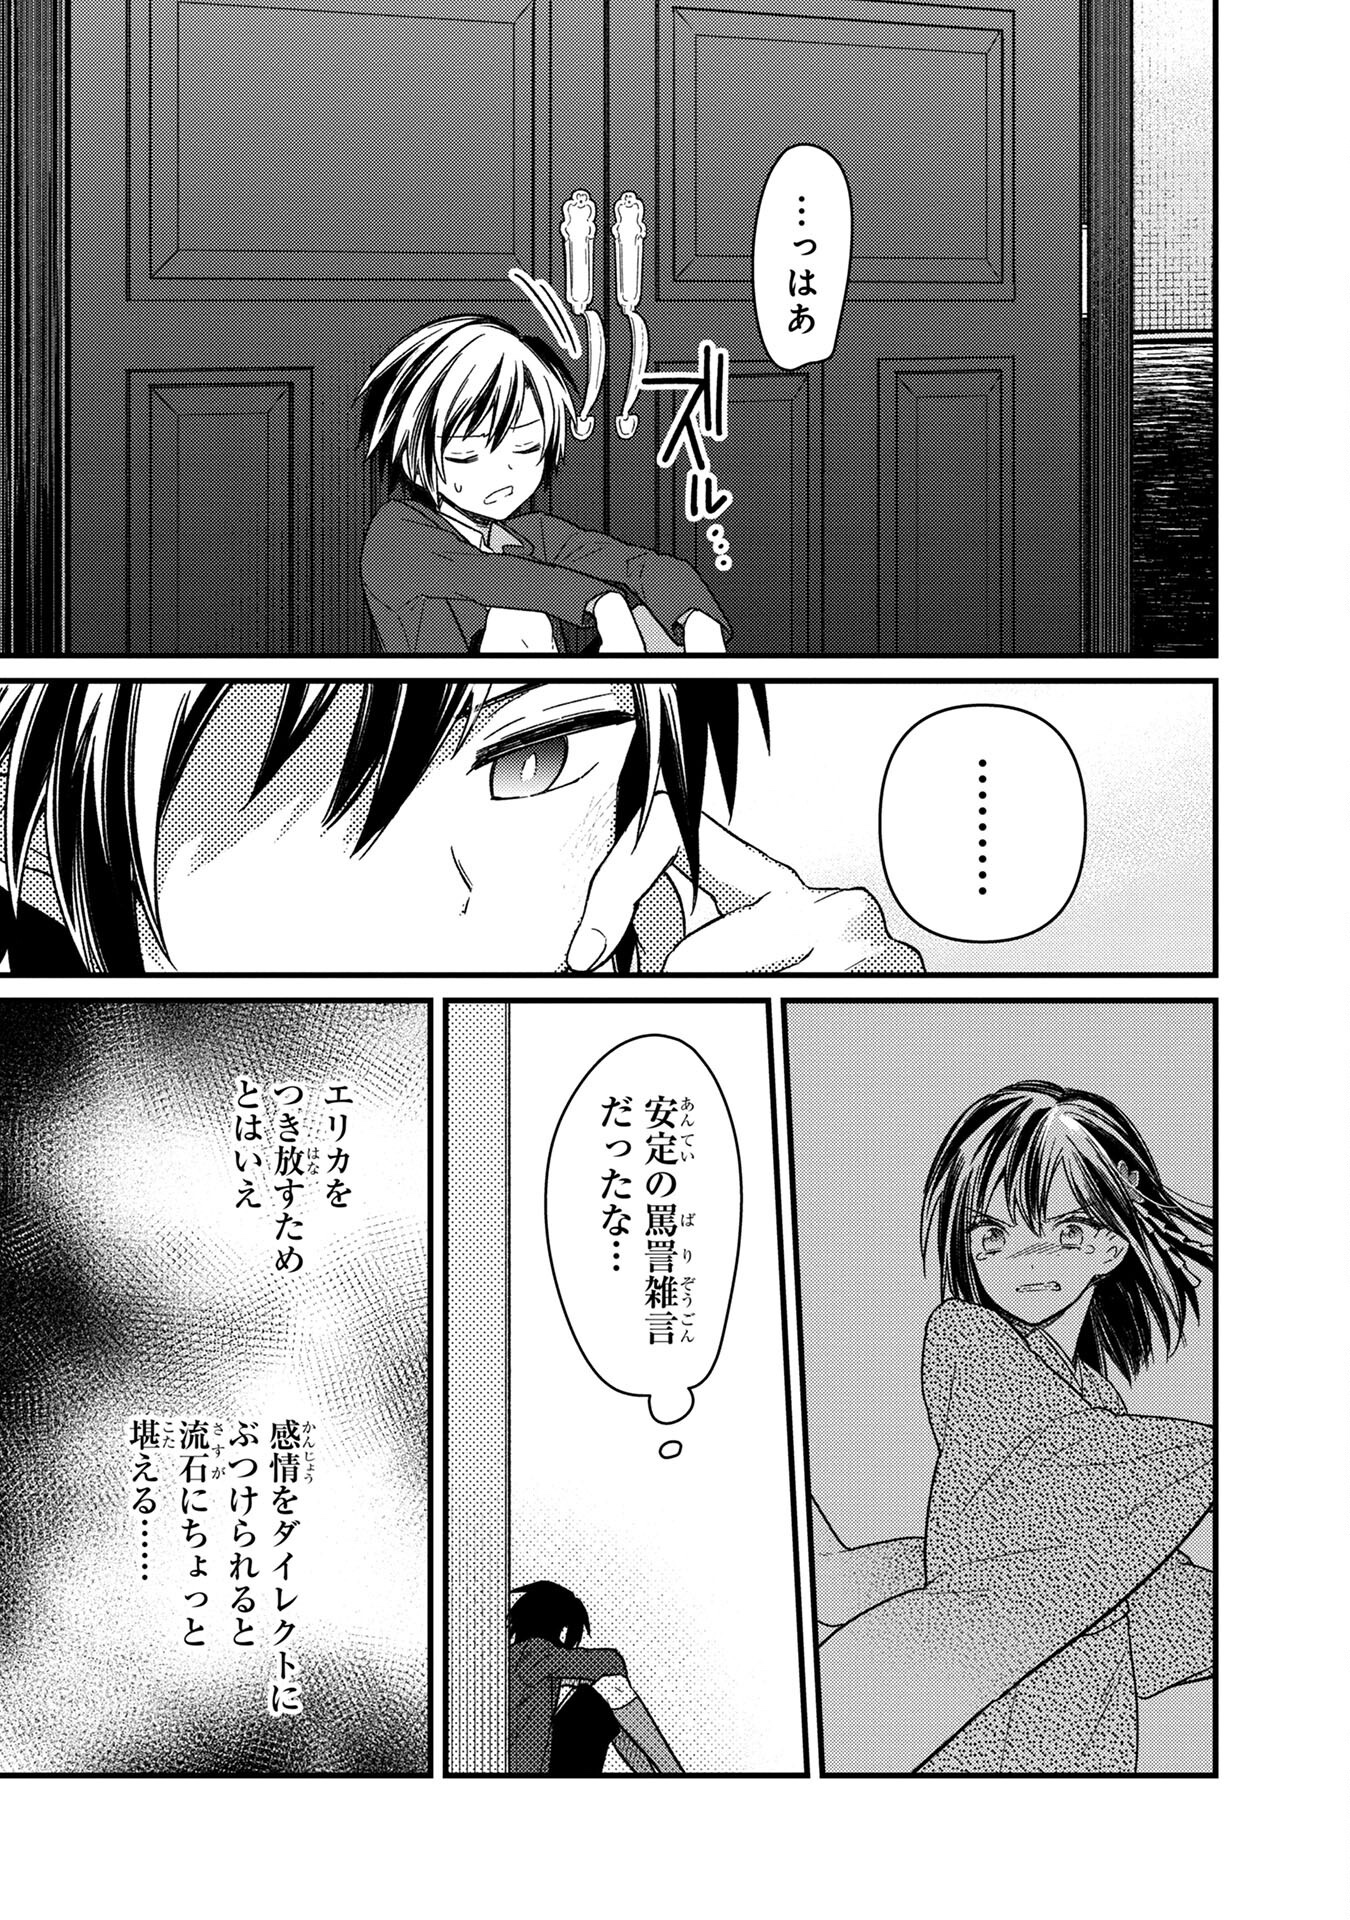 …っはあ
ズル…
………
安定の罵詈雑言
だったな…
エリカを
つき放すため
とはいえ
感情をダイレクトに
ぶつけられると
流石にちょっと
堪える……